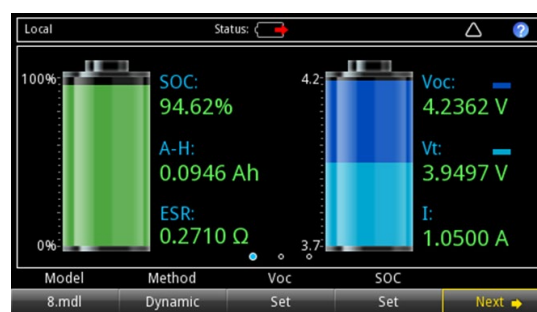 Local Status: ?
100% SOC: 4.2 Voc:
94.62% 4.2362 V
A-H: Vt:
0.0946 Ah 3.9497 V
ESR: I:
0% 0.2710 Ω 3.7 1.0500 A
Model Method Voc SOC
8.mdl Dynamic Set Set Next